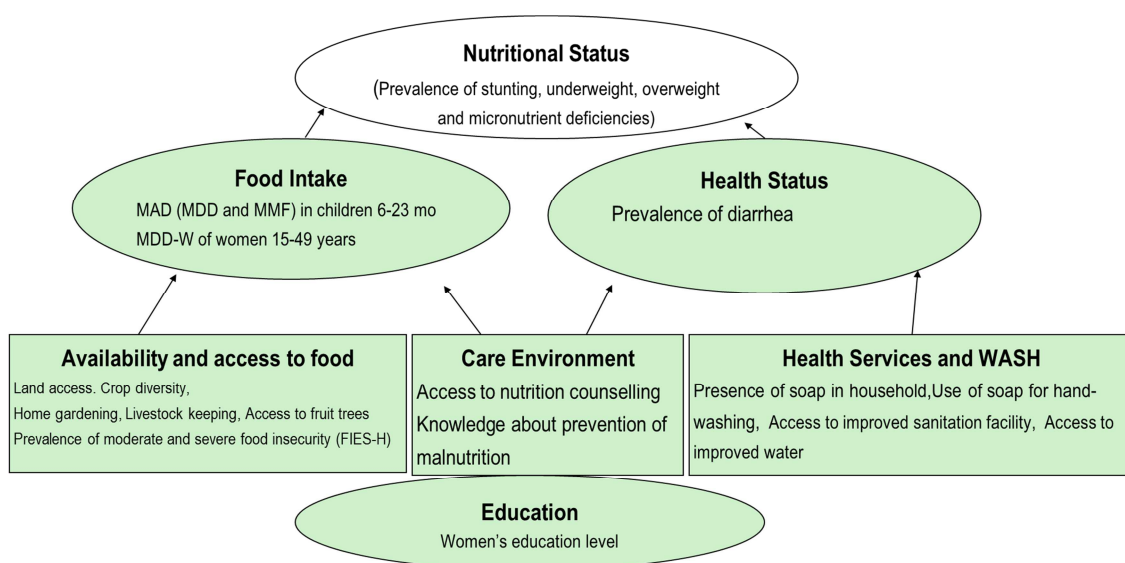 Nutritional Status
(Prevalence of stunting, underweight, overweight
and micronutrient deficiencies)
Food Intake
MAD (MDD and MMF) in children 6-23 mo
MDD-W of women 15-49 years
Health Status
Prevalence of diarrhea
Availability and access to food
Land access. Crop diversity,
Home gardening, Livestock keeping, Access to fruit trees
Prevalence of moderate and severe food insecurity (FIES-H)
Care Environment
Access to nutrition counselling
Knowledge about prevention of
malnutrition
Health Services and WASH
Presence of soap in household,Use of soap for hand-
washing, Access to improved sanitation facility, Access to
improved water
Education
Women's education level